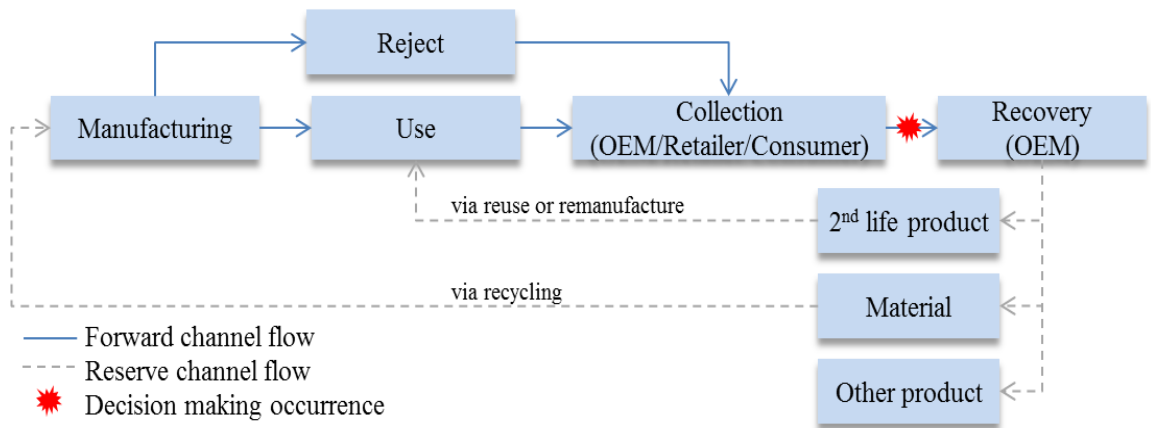 Reject
Manufacturing
Use
Collection
(OEM/Retailer/Consumer)
Recovery
(OEM)
via reuse or remanufacture
2nd life product
via recycling
Material
Other product
Forward channel flow
Reserve channel flow
Decision making occurrence